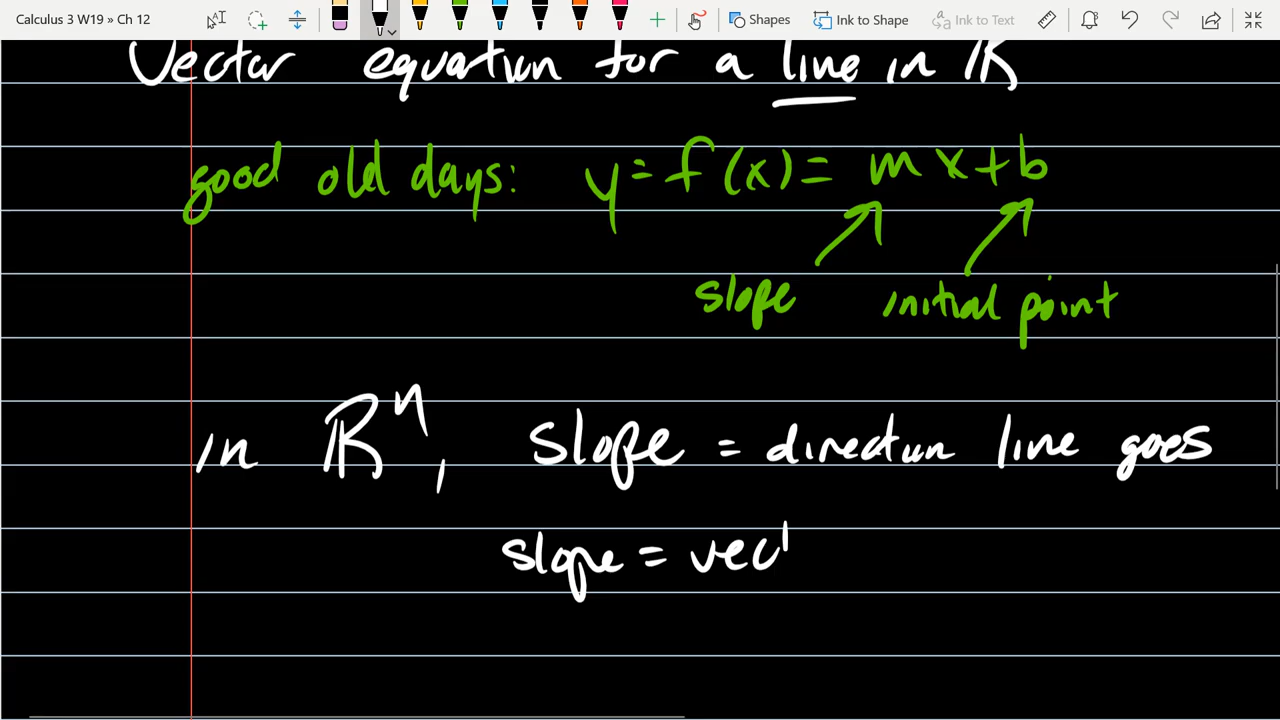 Calculus 3 W19 » Ch 12
Shapes
Ink to Shape
Ink to Text
Vector equation for a line in ℝ
good old days: y = f(x) = mx+b
slope initial point
in ℝⁿ, slope = direction line goes
slope = vect